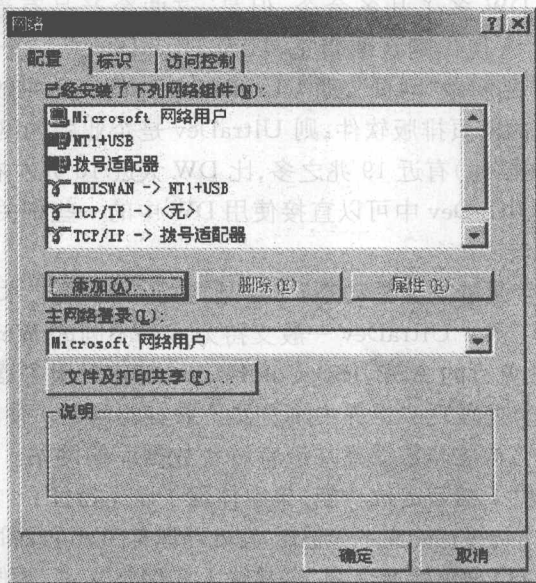 网络
配置 标识 访问控制
已经安装了下列网络组件(N):
Microsoft 网络用户
NT1+USB
拨号适配器
NDISWAN -> NT1+USB
TCP/IP -> <无>
TCP/IP -> 拨号适配器
添加(A)... 删除(E) 属性(R)
主网络登录(L):
Microsoft 网络用户
文件及打印共享(F)...
说明
确定 取消